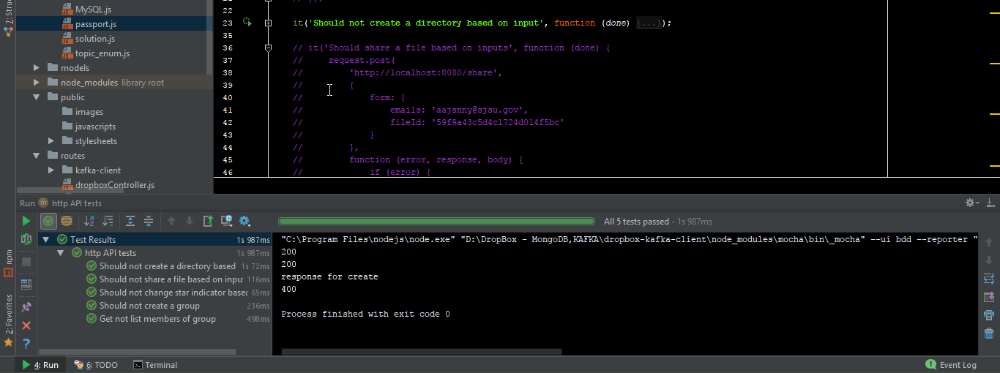 7: Struc
MySQL.js
passport.js
solution.js
topic_enum.js
models
node_modules library root
public
images
javascripts
stylesheets
routes
kafka-client
dropboxController.js
22
23 it('Should not create a directory based on input', function (done) {...});
35
36 // it('Should share a file based on inputs', function (done) {
37 // request.post(
38 // 'http://localhost:8080/share',
39 // {
40 // form: {
41 // emails: 'aajsnny@sjsu.gov',
42 // fileId: '59f9a43c5d4c1724d014f5bc'
43 // }
44 // },
45 // function (error, response, body) {
46 // if (error) {
Run http API tests
All 5 tests passed - 1s 987ms
Test Results 1s 987ms
http API tests 1s 987ms
Should not create a directory based 1s 72ms
Should not share a file based on inpu 116ms
Should not change star indicator base 65ms
Should not create a group 236ms
Get not list members of group 498ms
"C:\Program Files\nodejs\node.exe" "D:\DropBox - MongoDB,KAFKA\dropbox-kafka-client\node_modules\mocha\bin\_mocha" --ui bdd --reporter "
200
200
response for create
400
Process finished with exit code 0
npm
2: Favorites
4: Run
6: TODO
Terminal
1 Event Log